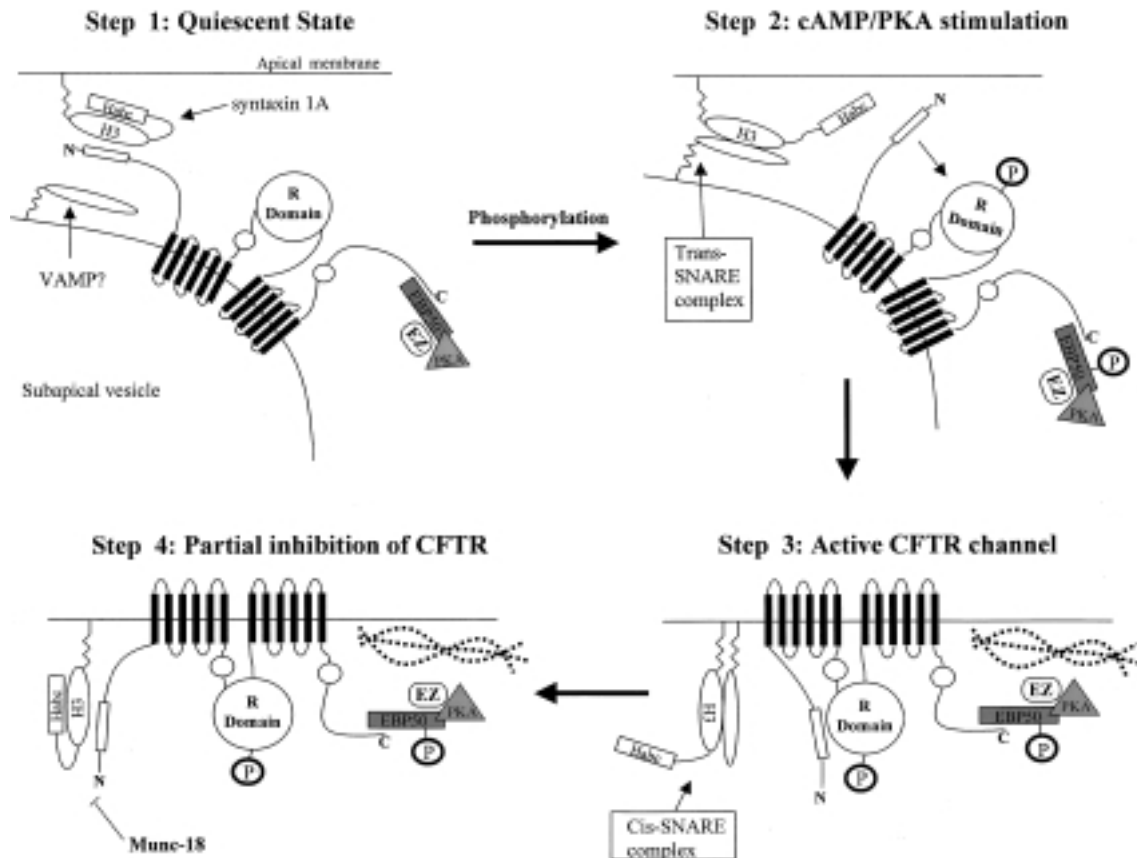 Step 1: Quiescent State
Apical membrane
Habc
syntaxin 1A
H3
N
R
Domain
VAMP?
C
EBP50
EZ
PKA
Subapical vesicle
Phosphorylation
Step 2: cAMP/PKA stimulation
N
Habc
H3
P
R
Domain
Trans-
SNARE
complex
C
EBP50
P
EZ
PKA
Step 4: Partial inhibition of CFTR
Habc
H3
R
Domain
EZ
PKA
EBP50
C
P
P
N
Munc-18
Step 3: Active CFTR channel
H3
Habc
R
Domain
EZ
PKA
EBP50
C
P
P
N
Cis-SNARE
complex